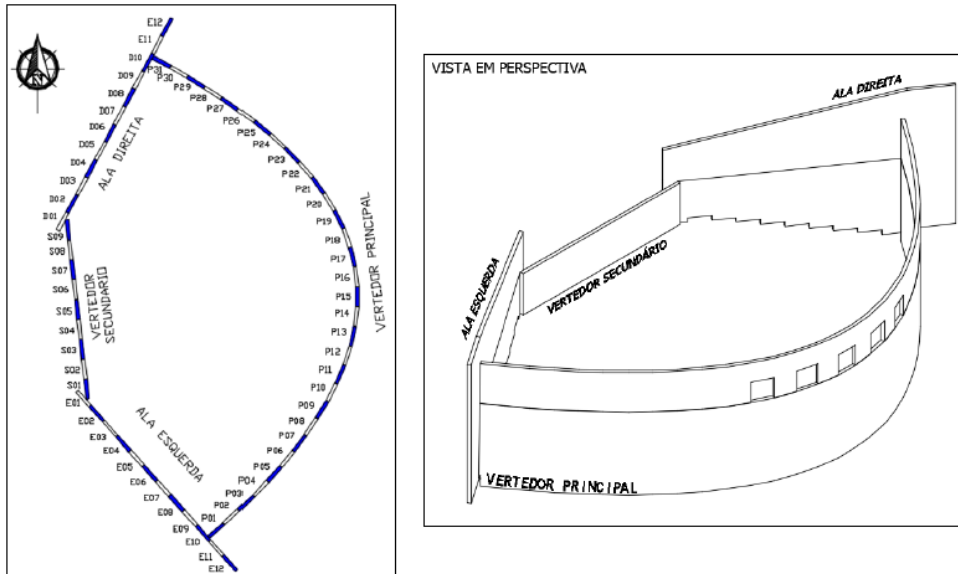 E12
E11
D10
P31
P30
D09
P29
D08
P28
D07
P27
D06
P26
D05
P25
D04
P24
D03
P23
D02
P22
D01
P21
S09
P20
S08
P19
S07
P18
S06
P17
S05
P16
S04
P15
S03
P14
S02
P13
S01
P12
E01
P11
E02
P10
E03
P09
E04
P08
E05
P07
E06
P06
E07
P05
E08
P04
E09
P03
E10
P02
E11
P01
E12
N
ALA DIREITA
VERTEDOR PRINCIPAL
VERTEDOR
SECUNDÁRIO
ALA ESQUERDA
VISTA EM PERSPECTIVA
ALA DIREITA
ALA ESQUERDA
VERTEDOR SECUNDÁRIO
VERTEDOR PRINCIPAL